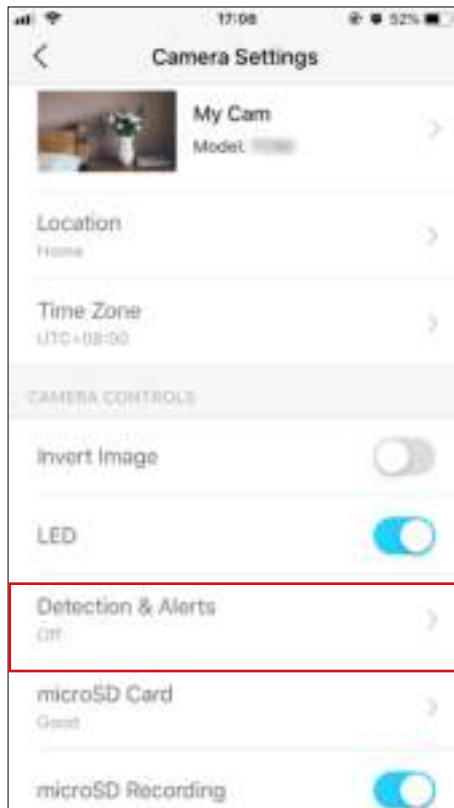 17:08 52%
Camera Settings
My Cam
Model:
Location
Home
Time Zone
UTC+08:00
CAMERA CONTROLS
Invert Image
LED
Detection & Alerts
Off
microSD Card
Good
microSD Recording